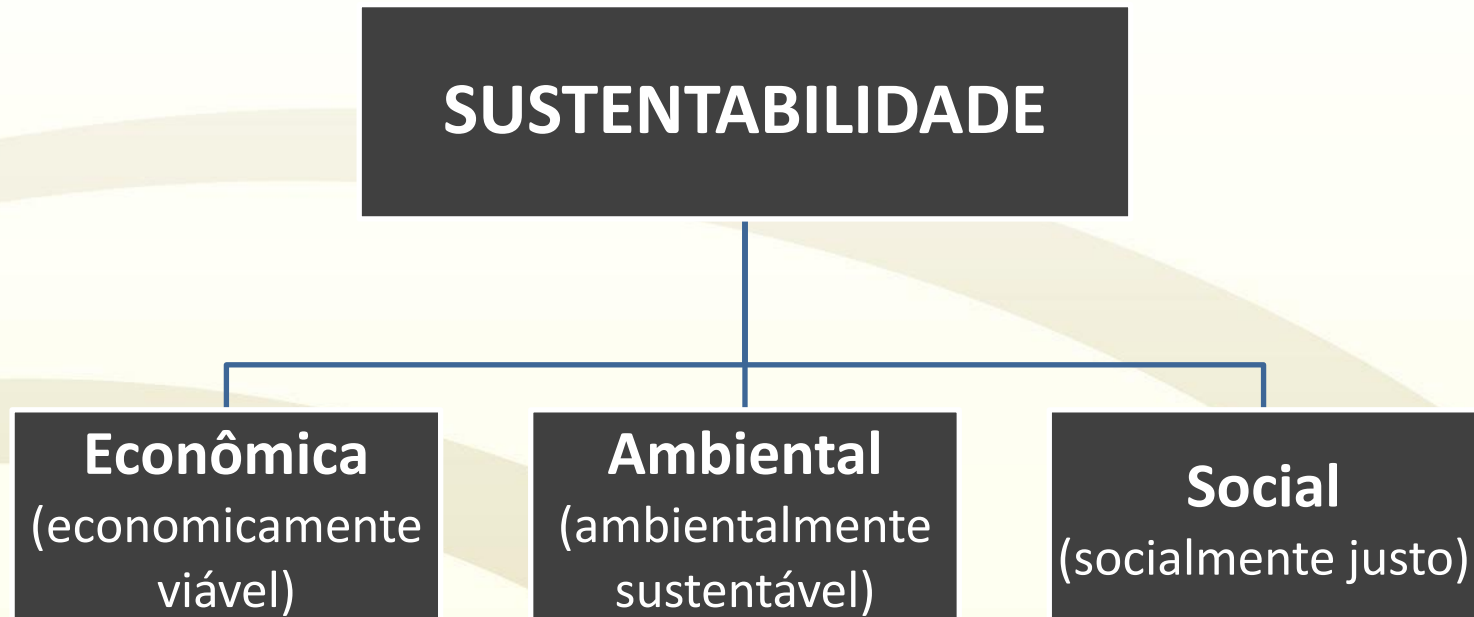 SUSTENTABILIDADE
Econômica
(economicamente
viável)
Ambiental
(ambientalmente
sustentável)
Social
(socialmente justo)